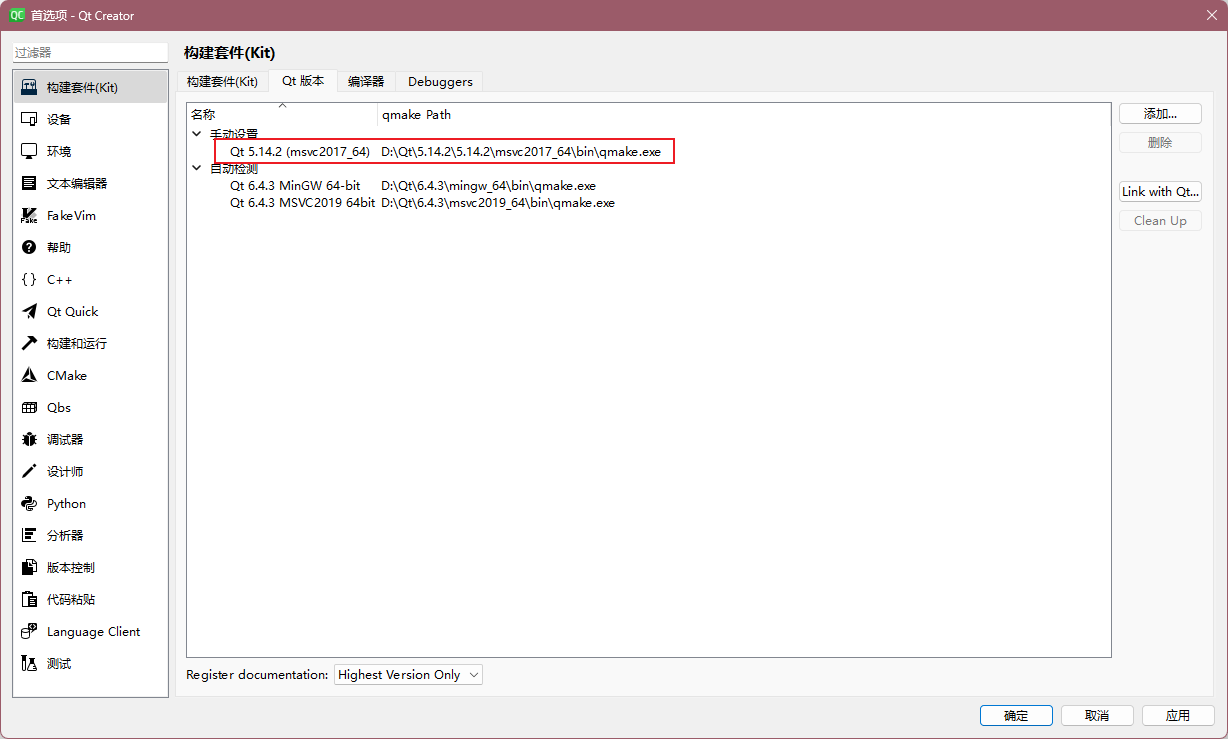 首选项 - Qt Creator
过滤器
构建套件(Kit)
设备
环境
文本编辑器
FakeVim
帮助
C++
Qt Quick
构建和运行
CMake
Qbs
调试器
设计师
Python
分析器
版本控制
代码粘贴
Language Client
测试
构建套件(Kit)
构建套件(Kit) Qt 版本 编译器 Debuggers
名称 qmake Path
手动设置
Qt 5.14.2 (msvc2017_64) D:\Qt\5.14.2\5.14.2\msvc2017_64\bin\qmake.exe
自动检测
Qt 6.4.3 MinGW 64-bit D:\Qt\6.4.3\mingw_64\bin\qmake.exe
Qt 6.4.3 MSVC2019 64bit D:\Qt\6.4.3\msvc2019_64\bin\qmake.exe
添加...
删除
Link with Qt...
Clean Up
Register documentation: Highest Version Only
确定 取消 应用